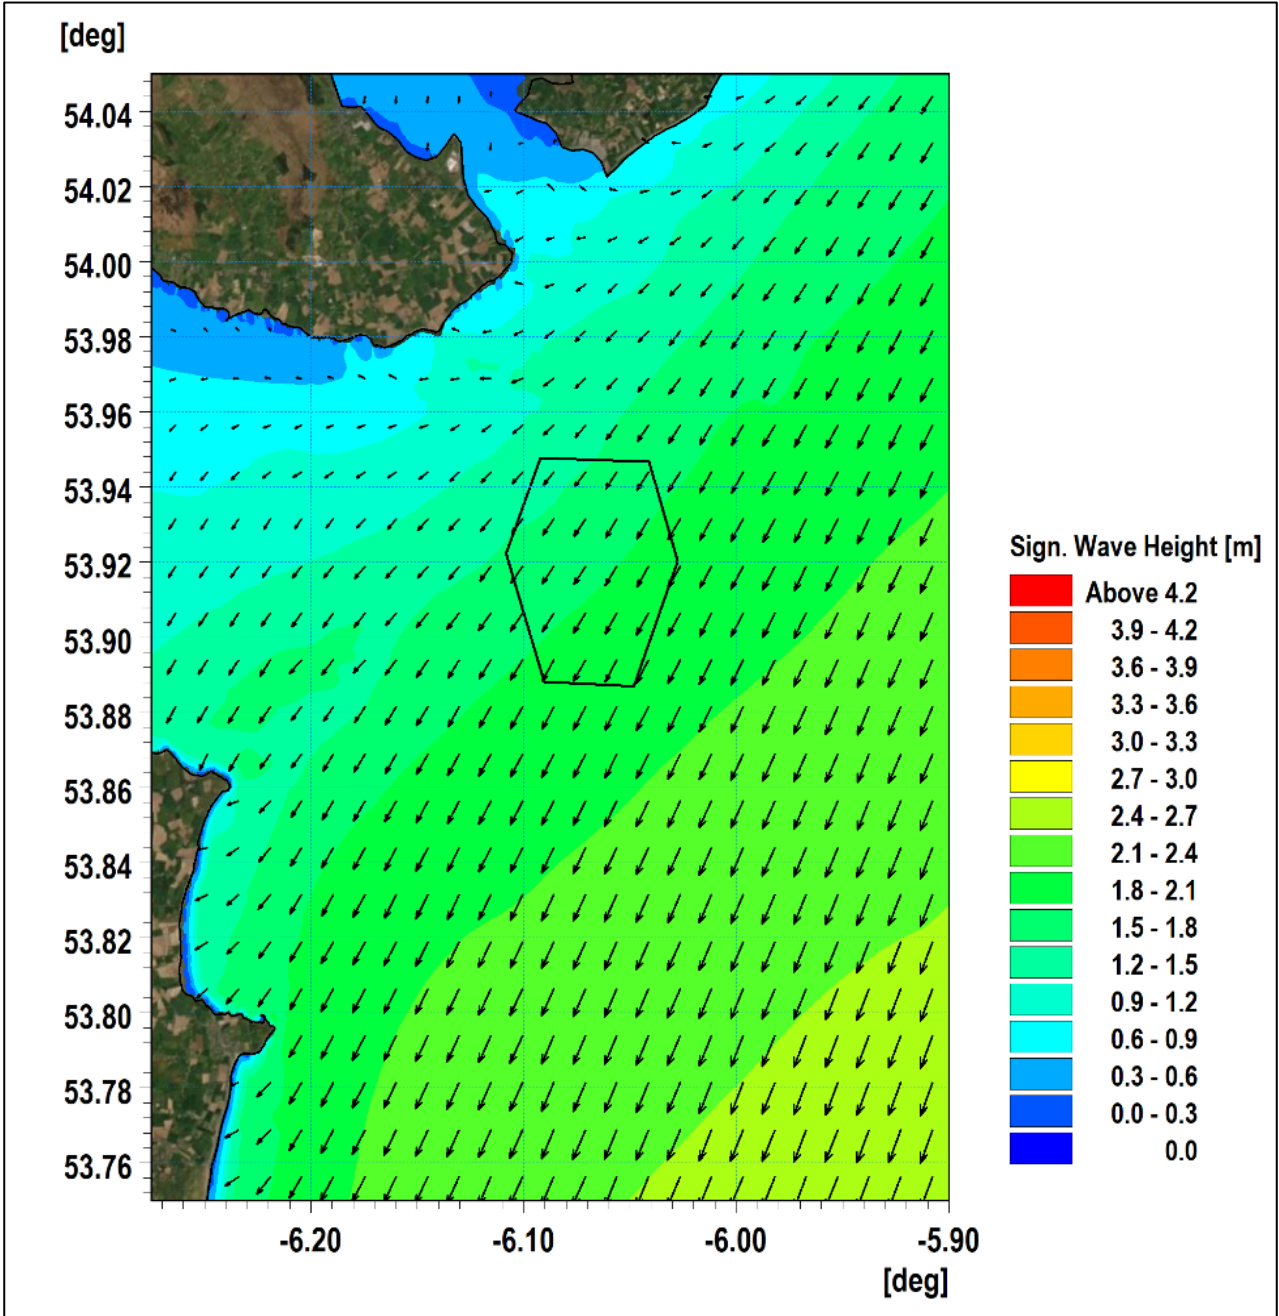 [deg]
54.04
54.02
54.00
53.98
53.96
53.94
53.92
53.90
53.88
53.86
53.84
53.82
53.80
53.78
53.76
-6.20
-6.10
-6.00
-5.90
[deg]
Sign. Wave Height [m]
Above 4.2
3.9 - 4.2
3.6 - 3.9
3.3 - 3.6
3.0 - 3.3
2.7 - 3.0
2.4 - 2.7
2.1 - 2.4
1.8 - 2.1
1.5 - 1.8
1.2 - 1.5
0.9 - 1.2
0.6 - 0.9
0.3 - 0.6
0.0 - 0.3
0.0